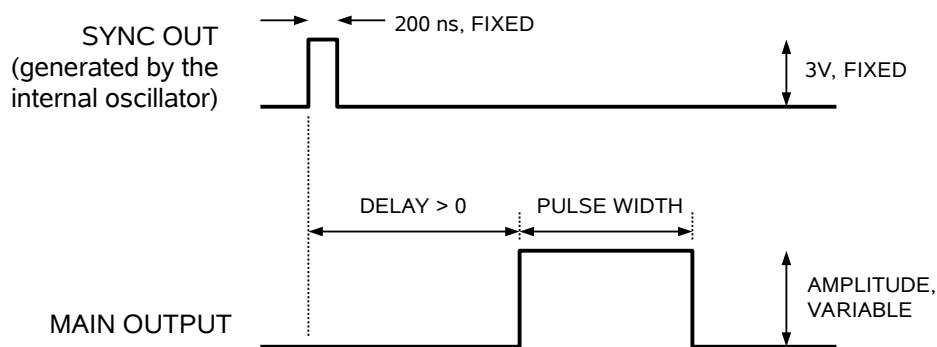 200 ns, FIXED
SYNC OUT
(generated by the
internal oscillator)
3V, FIXED
DELAY > 0
PULSE WIDTH
AMPLITUDE,
VARIABLE
MAIN OUTPUT